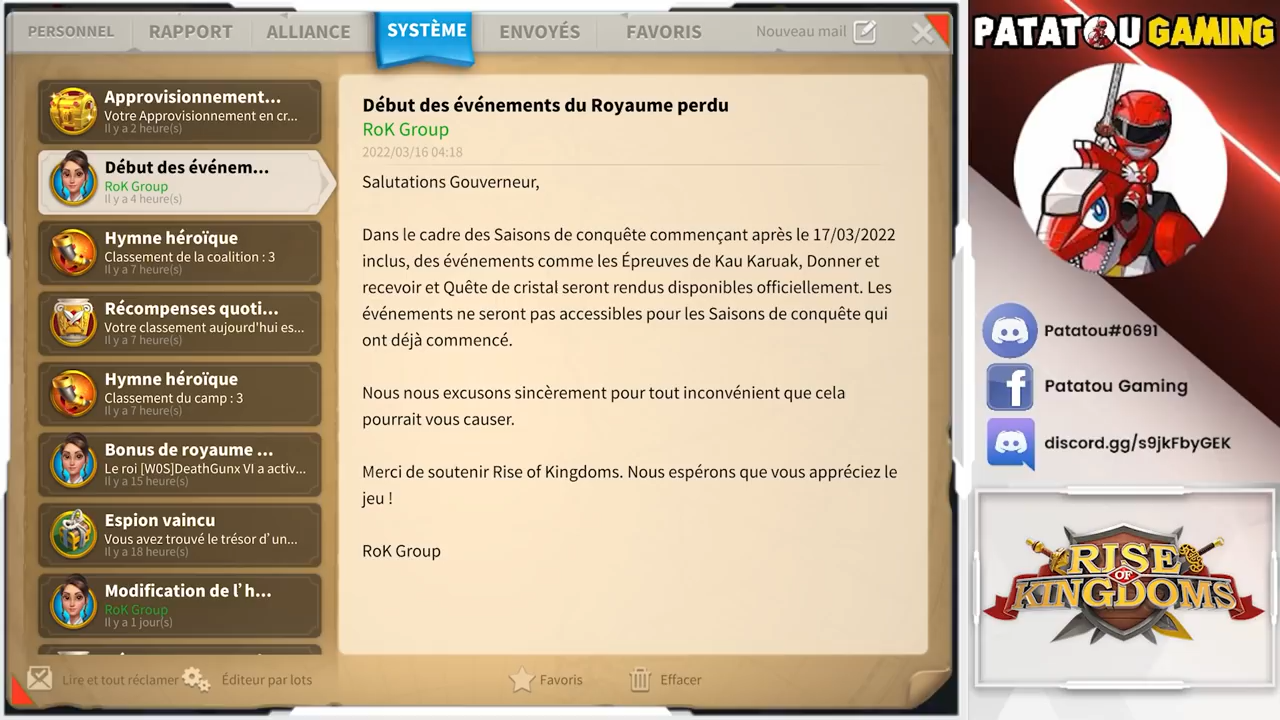 PERSONNEL
RAPPORT
ALLIANCE
SYSTÈME
ENVOYÉS
FAVORIS
Nouveau mail
Approvisionnement...
Votre Approvisionnement en cr...
Il y a 2 heure(s)
Début des événem...
RoK Group
Il y a 4 heure(s)
Hymne héroïque
Classement de la coalition : 3
Il y a 7 heure(s)
Récompenses quoti...
Votre classement aujourd'hui es...
Il y a 7 heure(s)
Hymne héroïque
Classement du camp : 3
Il y a 7 heure(s)
Bonus de royaume ...
Le roi [W0S]DeathGunx VI a activ...
Il y a 15 heure(s)
Espion vaincu
Vous avez trouvé le trésor d'un...
Il y a 18 heure(s)
Modification de l'h...
RoK Group
Il y a 1 jour(s)
Lire et tout réclamer
Éditeur par lots
Début des événements du Royaume perdu
RoK Group
2022/03/16 04:18
Salutations Gouverneur,
Dans le cadre des Saisons de conquête commençant après le 17/03/2022
inclus, des événements comme les Épreuves de Kau Karuak, Donner et
recevoir et Quête de cristal seront rendus disponibles officiellement. Les
événements ne seront pas accessibles pour les Saisons de conquête qui
ont déjà commencé.
Nous nous excusons sincèrement pour tout inconvénient que cela
pourrait vous causer.
Merci de soutenir Rise of Kingdoms. Nous espérons que vous appréciez le
jeu !
RoK Group
Favoris
Effacer
PATATOU GAMING
Patatou#0691
Patatou Gaming
discord.gg/s9jkFbyGEK
RISE
OF
KINGDOMS